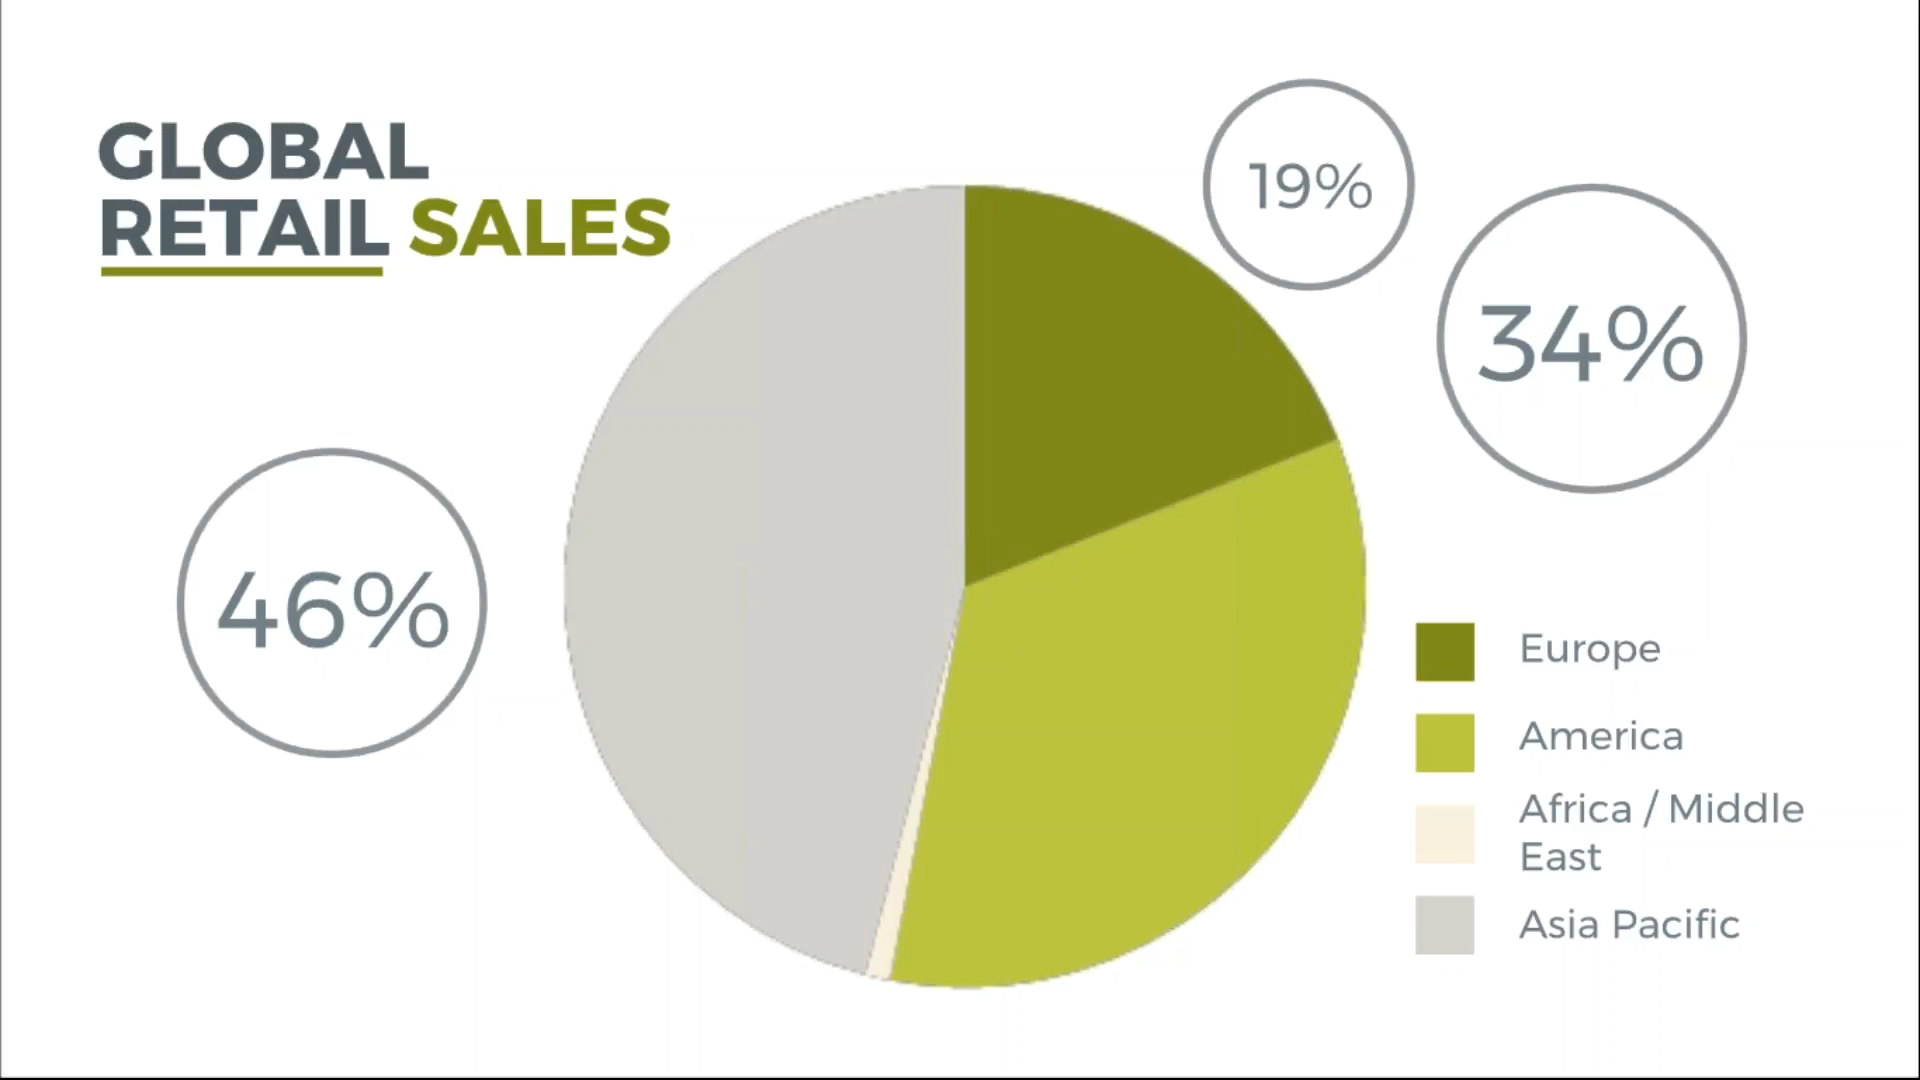 GLOBAL
RETAIL SALES
19%
34%
46%
Europe
America
Africa / Middle
East
Asia Pacific